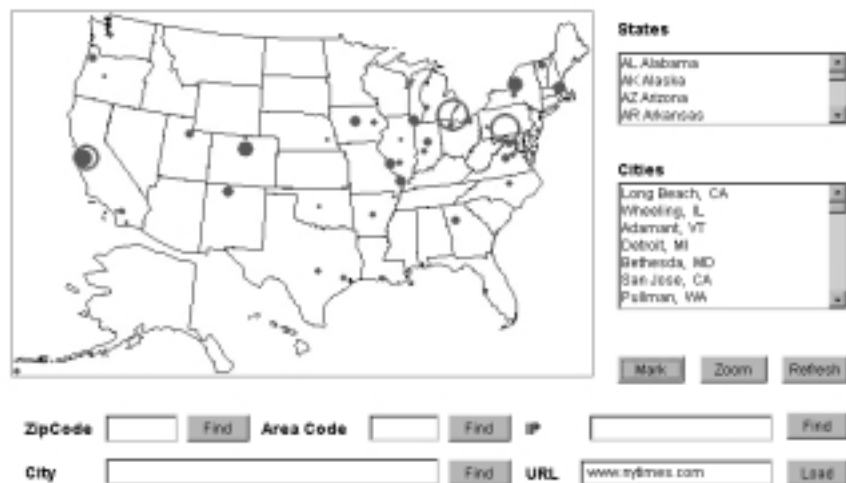 States
AL Alabama
AK Alaska
AZ Arizona
AR Arkansas
Cities
Long Beach, CA
Wheeling, IL
Adamant, VT
Detroit, MI
Bethesda, MD
San Jose, CA
Pullman, WA
Mark Zoom Refresh
ZipCode Find Area Code Find IP Find
City Find URL www.nytimes.com Load